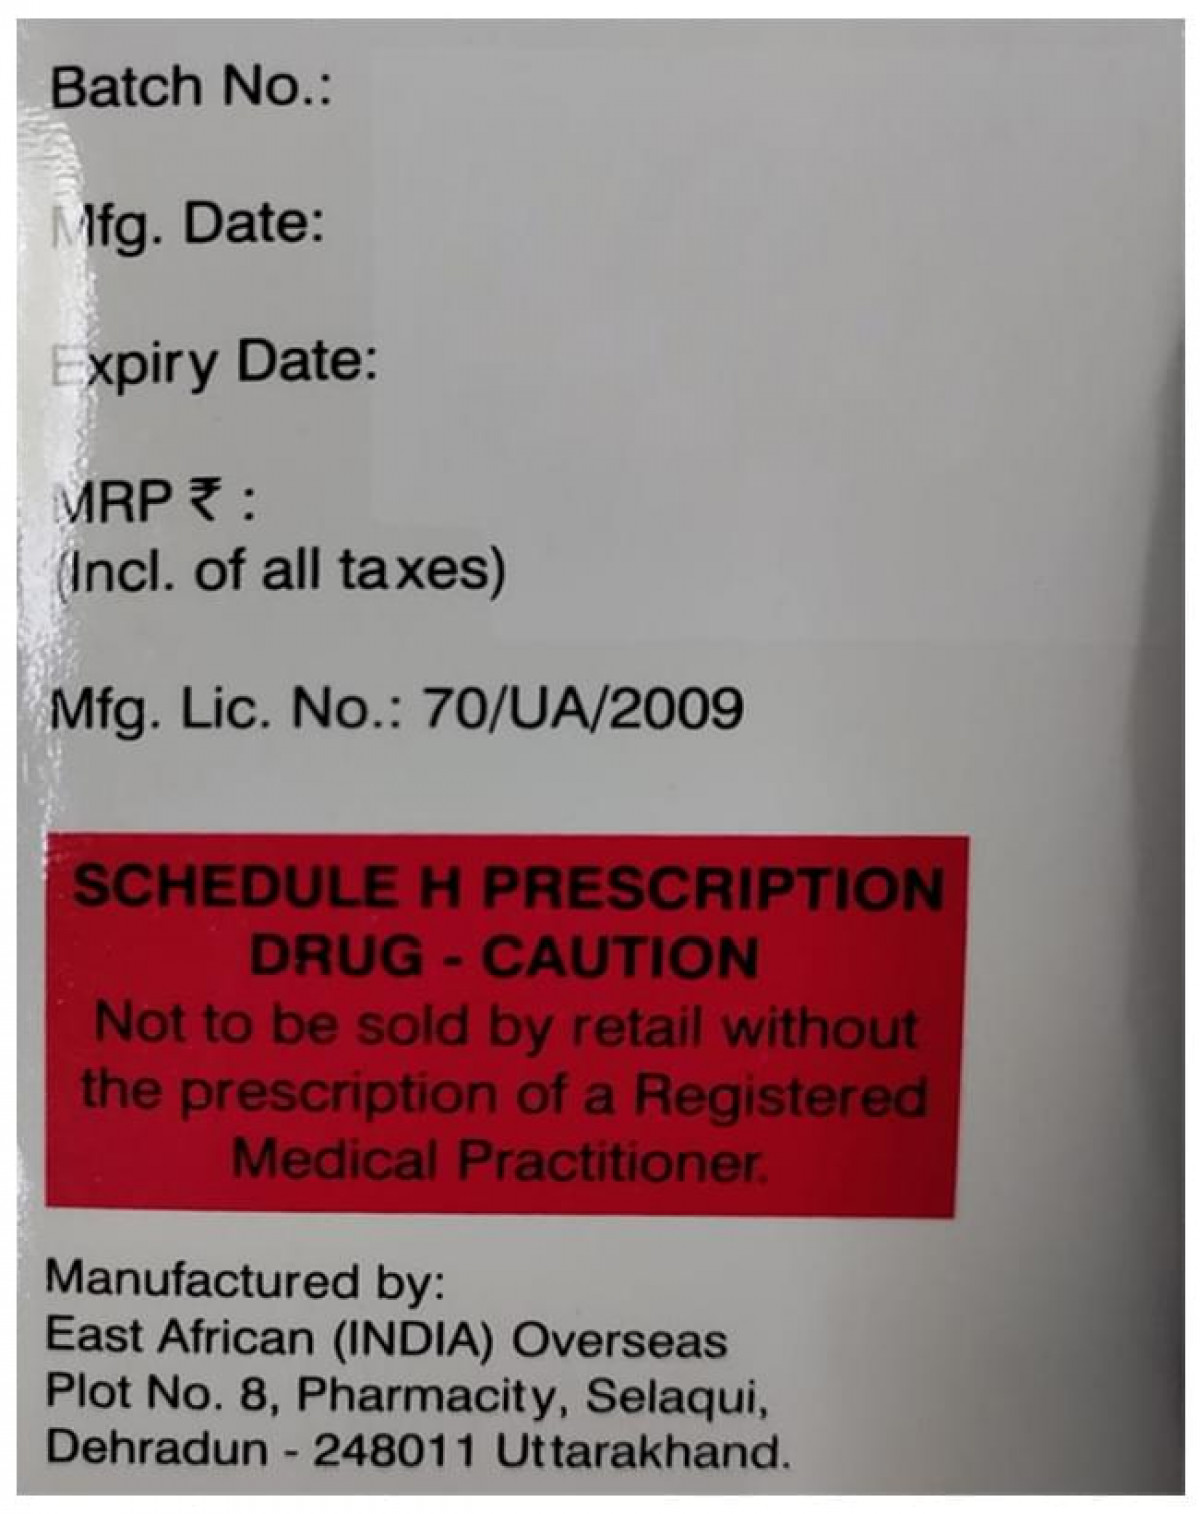 Batch No.:
Mfg. Date:
Expiry Date:
MRP ₹ :
(Incl. of all taxes)
Mfg. Lic. No.: 70/UA/2009
SCHEDULE H PRESCRIPTION
DRUG - CAUTION
Not to be sold by retail without
the prescription of a Registered
Medical Practitioner.
Manufactured by:
East African (INDIA) Overseas
Plot No. 8, Pharmacity, Selaqui,
Dehradun - 248011 Uttarakhand.